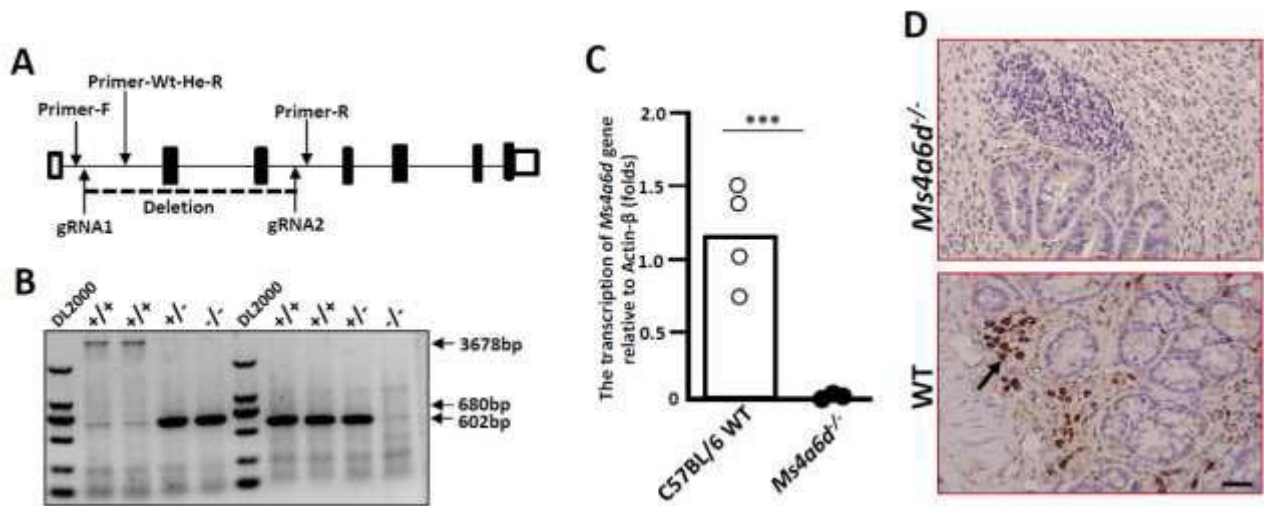 A
Primer-Wt-He-R
Primer-F
Primer-R
Deletion
gRNA1
gRNA2
B
DL2000
+/+
+/+
+/-
-/-
DL2000
+/+
+/+
+/-
-/-
3678bp
680bp
602bp
C
The transcription of Ms4a6d gene
relative to Actin-β (folds)
2.0
1.5
1.0
0.5
0
***
C57BL/6 WT
Ms4a6d-/-
D
Ms4a6d-/-
WT